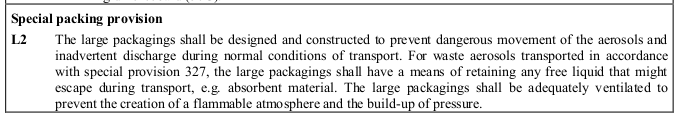 Special packing provision
L2 The large packagings shall be designed and constructed to prevent dangerous movement of the aerosols and
inadvertent discharge during normal conditions of transport. For waste aerosols transported in accordance
with special provision 327, the large packagings shall have a means of retaining any free liquid that might
escape during transport, e.g. absorbent material. The large packagings shall be adequately ventilated to
prevent the creation of a flammable atmosphere and the build-up of pressure.